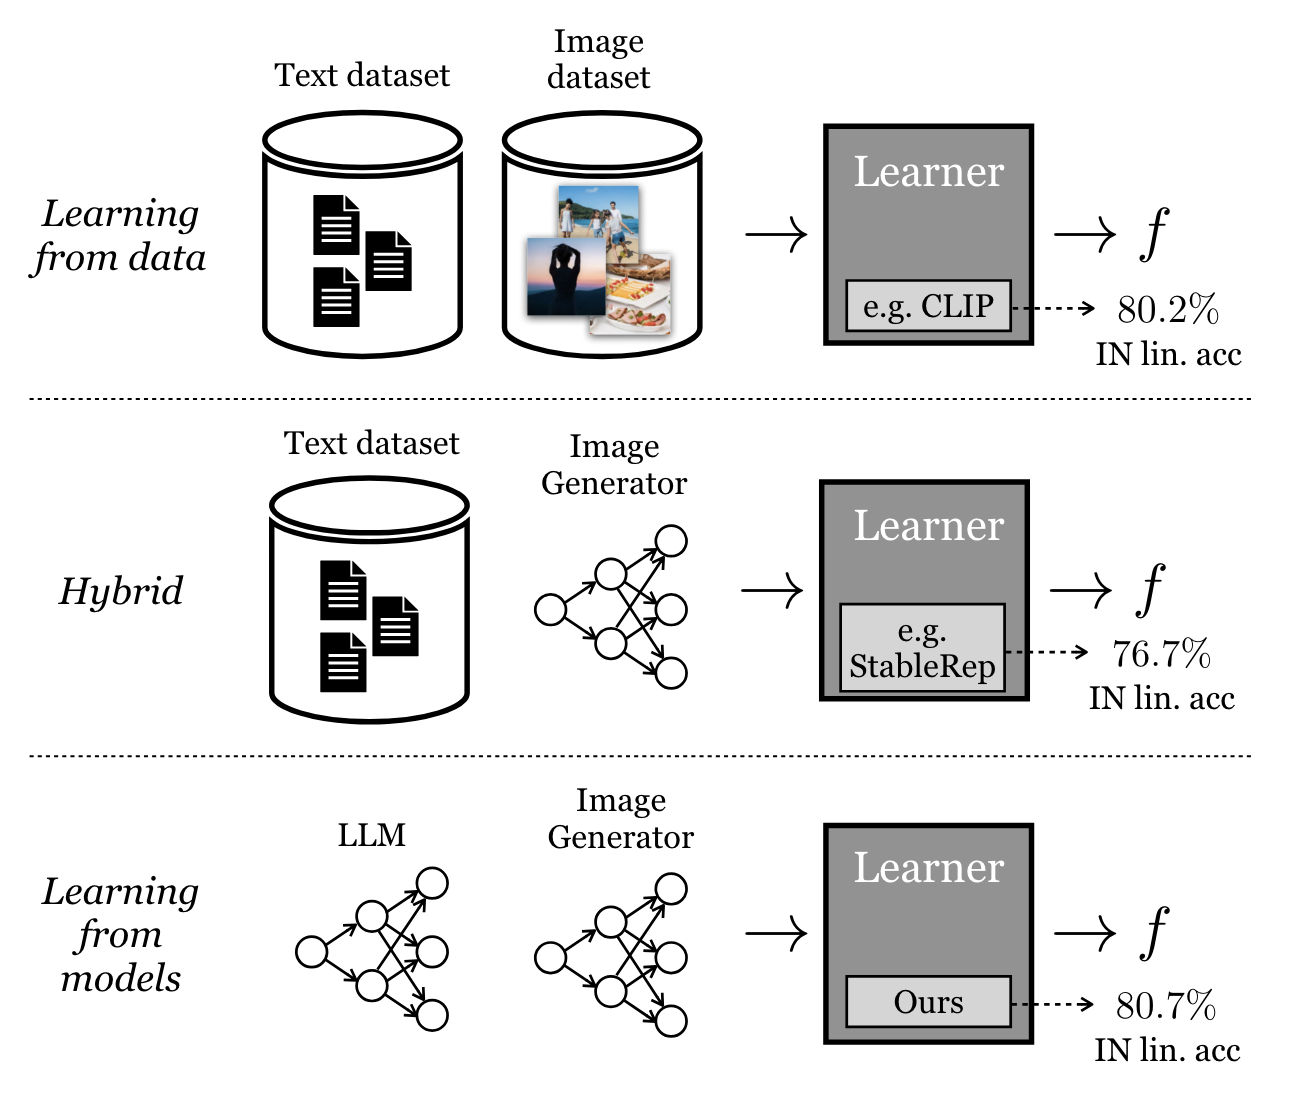 Text dataset
Image
dataset
Learning
from data
Learner
f
e.g. CLIP
80.2%
IN lin. acc
Text dataset
Image
Generator
Hybrid
Learner
f
e.g.
StableRep
76.7%
IN lin. acc
LLM
Image
Generator
Learning
from
models
Learner
f
Ours
80.7%
IN lin. acc